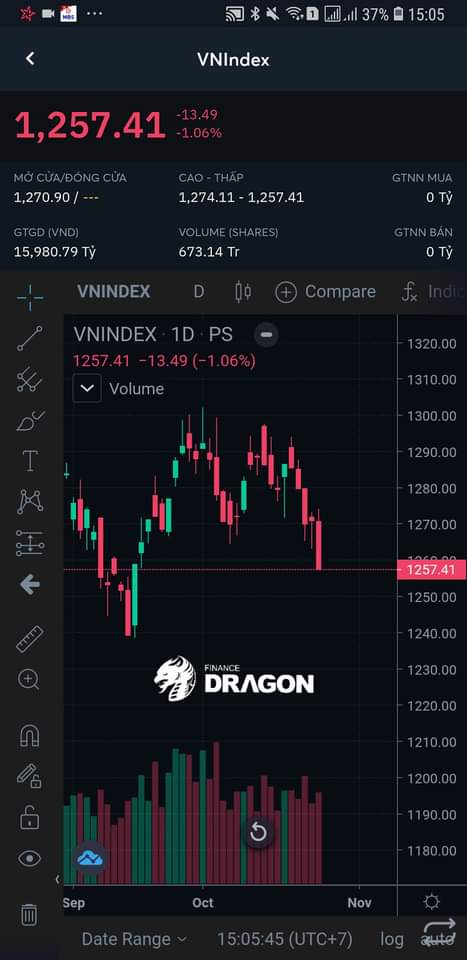 MBS
1
37%
15:05
VNIndex
1,257.41
-13.49
-1.06%
MỞ CỬA/ĐÓNG CỬA
CAO - THẤP
GTNN MUA
1,270.90 / ---
1,274.11 - 1,257.41
0 Tỷ
GTGD (VND)
VOLUME (SHARES)
GTNN BÁN
15,980.79 Tỷ
673.14 Tr
0 Tỷ
VNINDEX
D
Compare
Indic
VNINDEX · 1D · PS
1257.41 −13.49 (−1.06%)
Volume
1320.00
1310.00
1300.00
1290.00
1280.00
1270.00
1260.00
1257.41
1250.00
1240.00
1230.00
1220.00
1210.00
1200.00
1190.00
1180.00
FINANCE
DRAGON
Sep
Oct
Nov
Date Range
15:05:45 (UTC+7)
log
auto